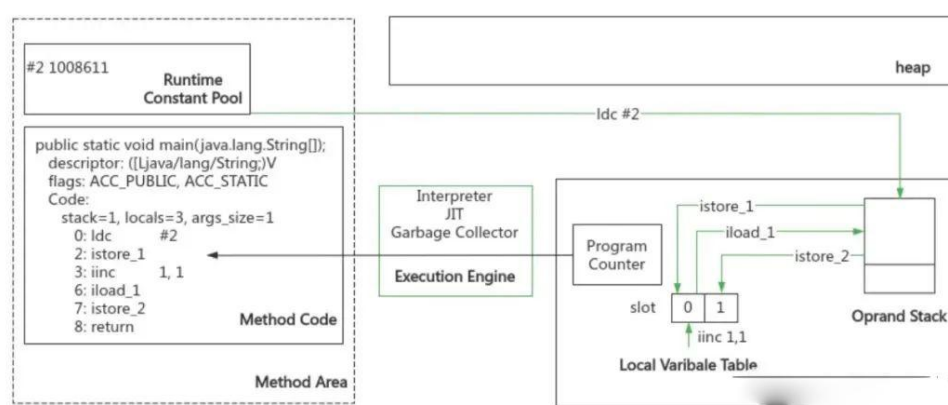 #2 1008611
Runtime
Constant Pool
heap
ldc #2
public static void main(java.lang.String[]);
descriptor: ([Ljava/lang/String;)V
flags: ACC_PUBLIC, ACC_STATIC
Code:
stack=1, locals=3, args_size=1
0: ldc #2
2: istore_1
3: iinc 1, 1
6: iload_1
7: istore_2
8: return
Method Code
Method Area
Interpreter
JIT
Garbage Collector
Execution Engine
Program
Counter
istore_1
iload_1
istore_2
slot 0 1
iinc 1,1
Local Varibale Table
Oprand Stack